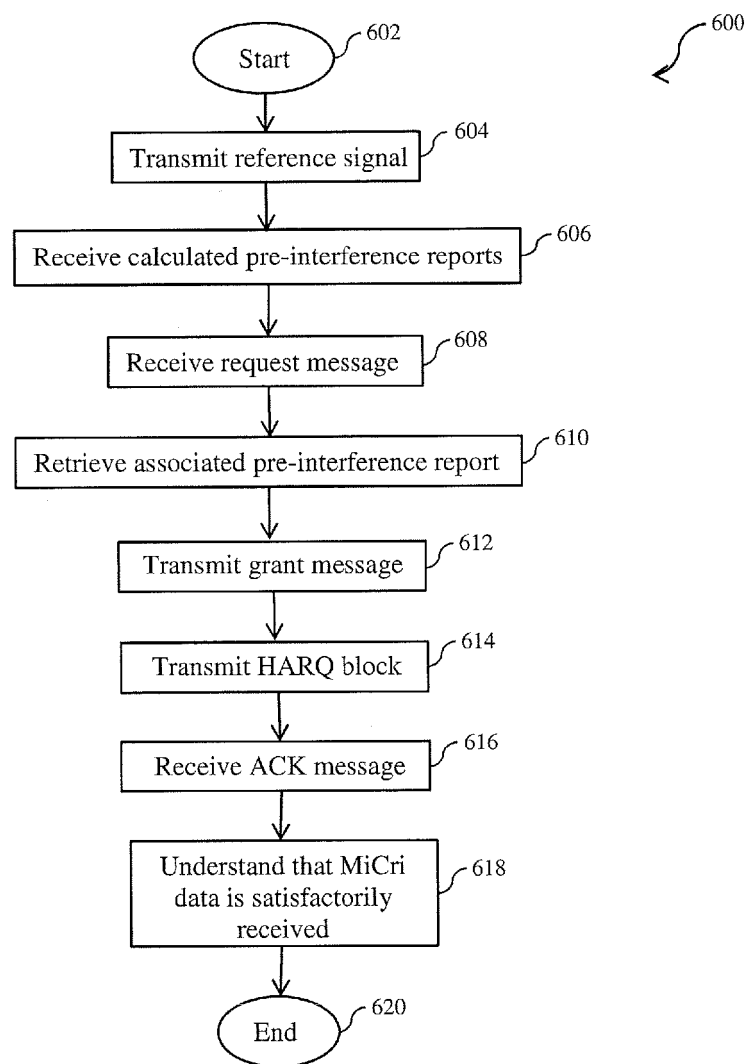 600
602
Start
604
Transmit reference signal
606
Receive calculated pre-interference reports
608
Receive request message
610
Retrieve associated pre-interference report
612
Transmit grant message
614
Transmit HARQ block
616
Receive ACK message
618
Understand that MiCri
data is satisfactorily
received
620
End